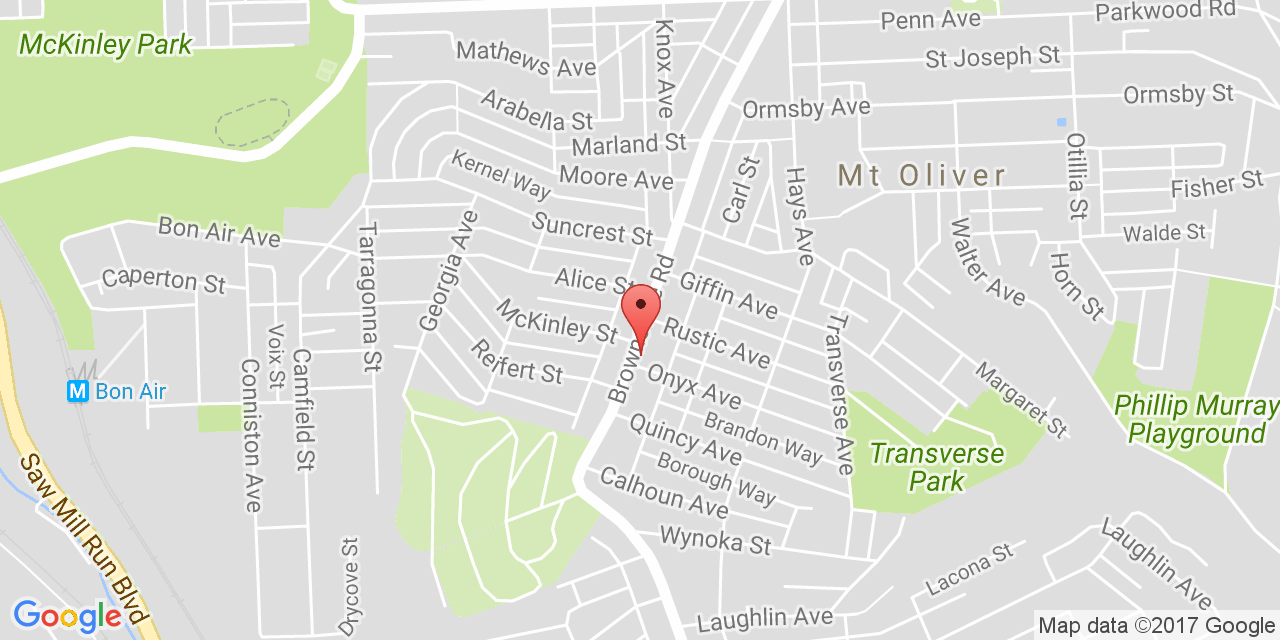 Penn Ave
Parkwood Rd
McKinley Park
Mathews Ave
Knox Ave
St Joseph St
Arabella St
Ormsby Ave
Ormsby St
Marland St
Moore Ave
Kernel Way
Carl St
Hays Ave
Mt Oliver
Otillia St
Fisher St
Suncrest St
Bon Air Ave
Tarragonna St
Georgia Ave
Walter Ave
Walde St
Caperton St
Alice St
Giffin Ave
Horn St
McKinley St
Rustic Ave
Transverse Ave
Voix St
Camfield St
Conniston Ave
Reifert St
Brown
Rd
Onyx Ave
Margaret St
M Bon Air
Brandon Way
Phillip Murray
Playground
Quincy Ave
Transverse
Park
Borough Way
Calhoun Ave
Saw Mill Run Blvd
Wynoka St
Drycove St
Lacona St
Laughlin Ave
Laughlin Ave
Google
Map data ©2017 Google